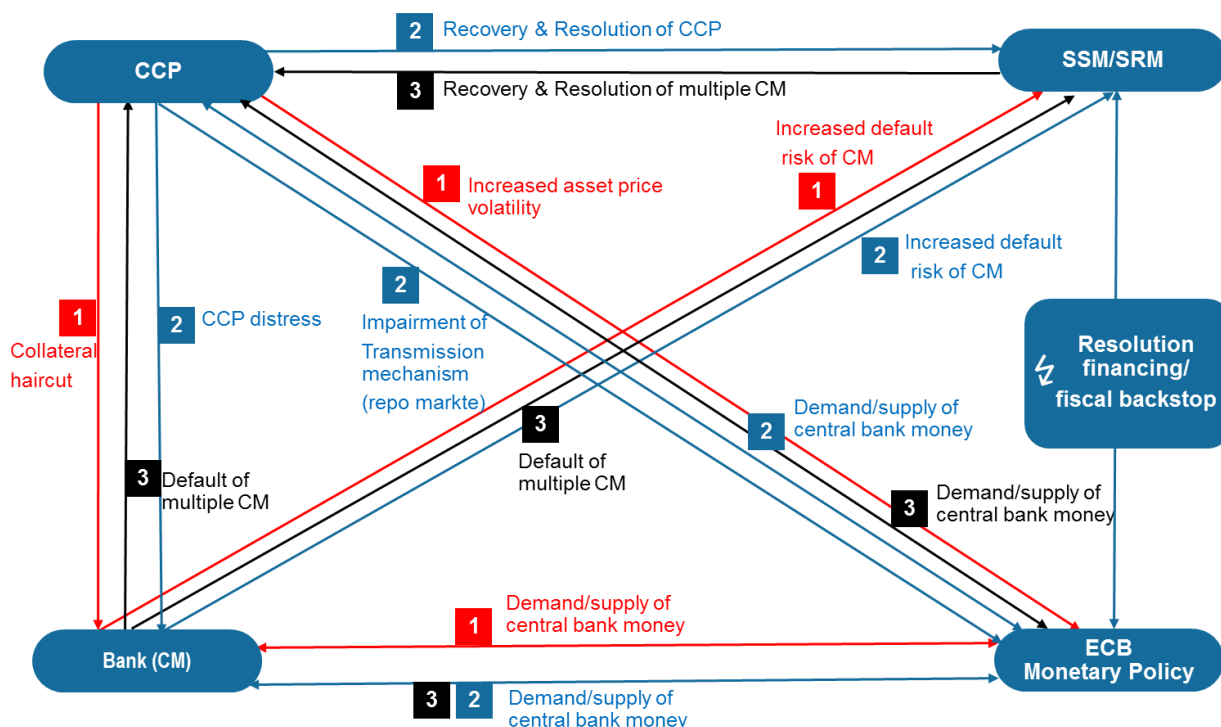 2
Recovery & Resolution of CCP
CCP
SSM/SRM
3
Recovery & Resolution of multiple CM
Increased default
risk of CM
1
1
Increased asset price
volatility
2
Increased default
risk of CM
2
1
2
CCP distress
Impairment of
Transmission
mechanism
(repo markte)
Collateral
haircut
Resolution
financing/
fiscal backstop
2
Demand/supply of
central bank money
3
Default of
multiple CM
3
Default of
multiple CM
3
Demand/supply of
central bank money
1
Demand/supply of
central bank money
Bank (CM)
ECB
Monetary Policy
3 2
Demand/supply of
central bank money